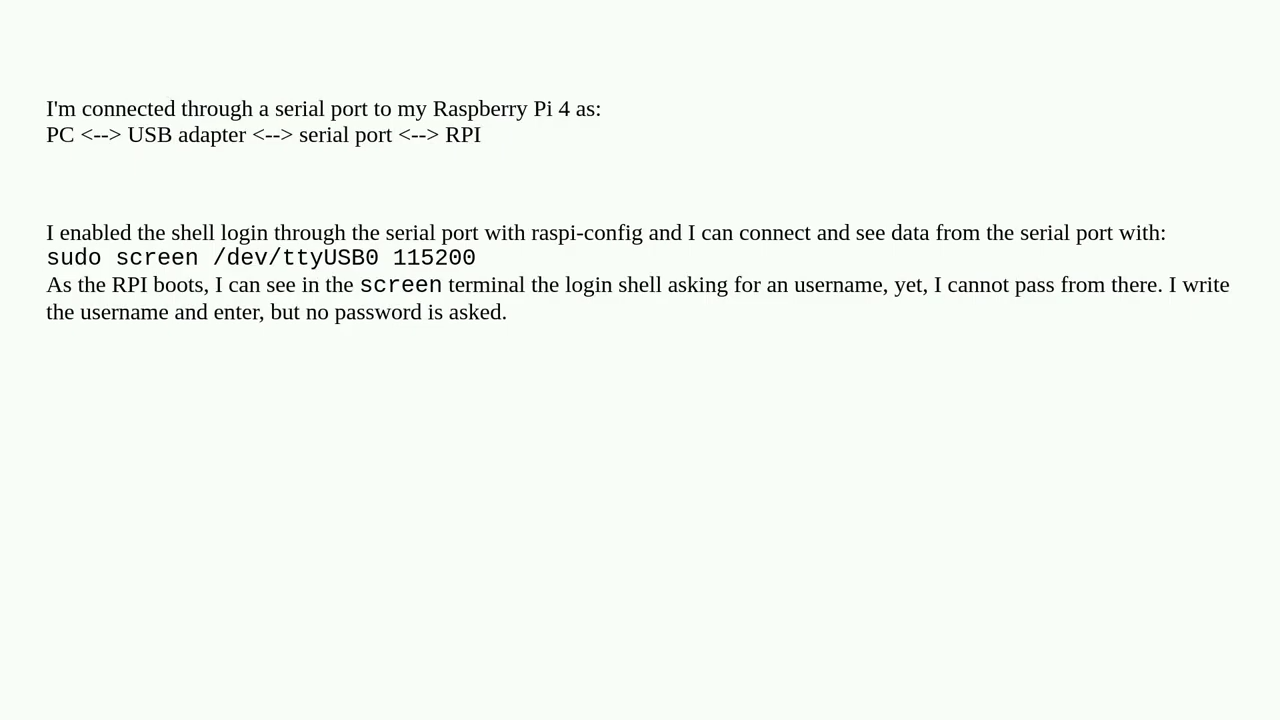 I'm connected through a serial port to my Raspberry Pi 4 as:
PC <--> USB adapter <--> serial port <--> RPI
I enabled the shell login through the serial port with raspi-config and I can connect and see data from the serial port with:
sudo screen /dev/ttyUSB0 115200
As the RPI boots, I can see in the screen terminal the login shell asking for an username, yet, I cannot pass from there. I write
the username and enter, but no password is asked.